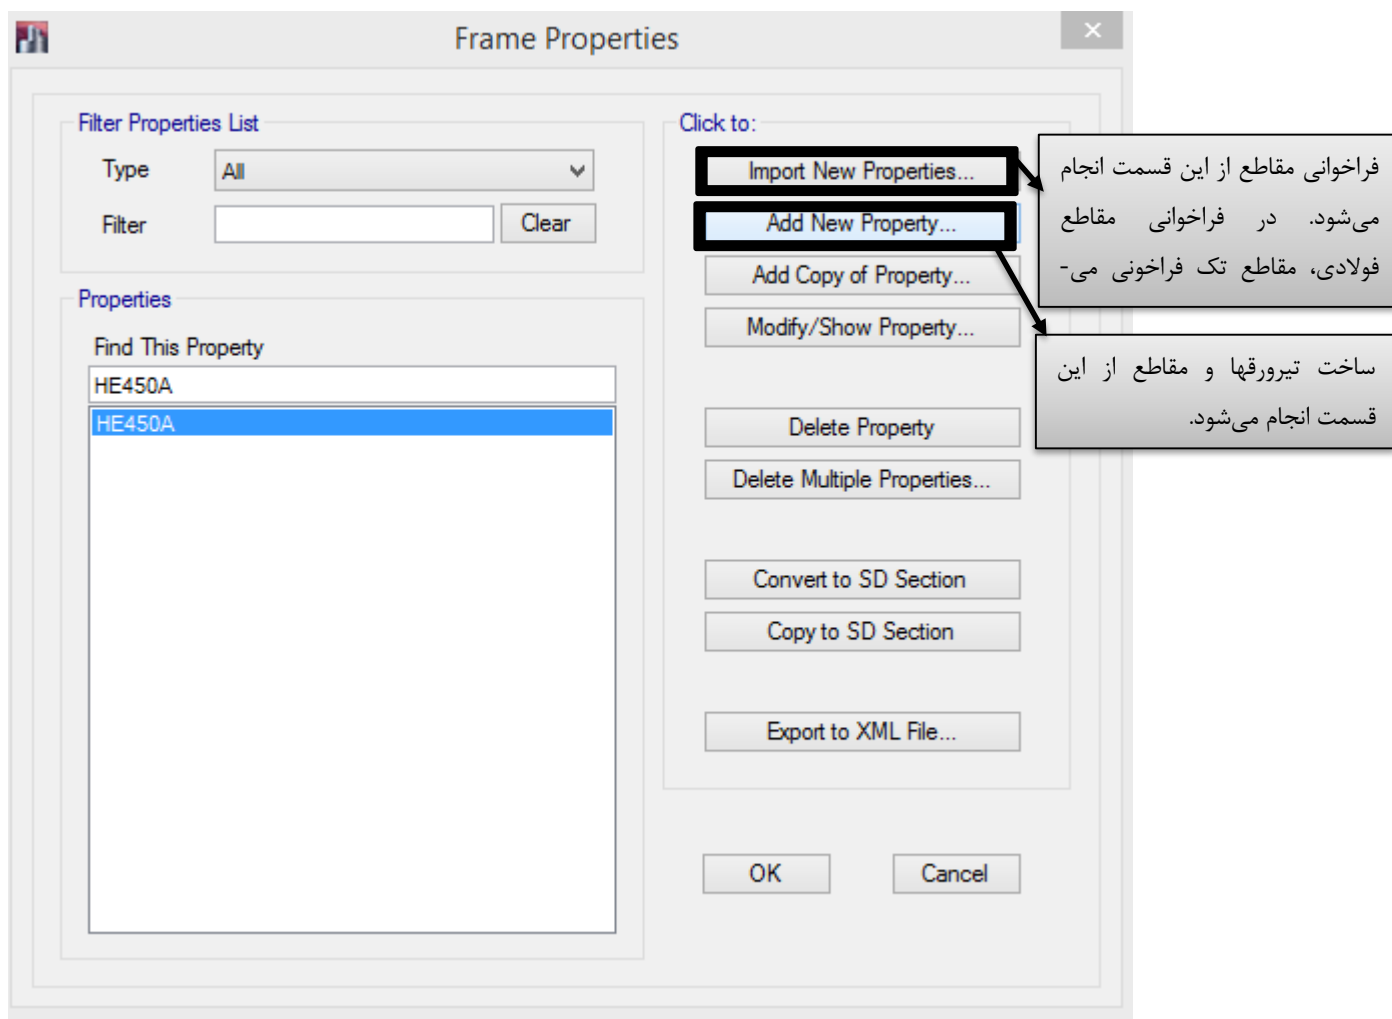 Frame Properties
Filter Properties List
Type
All
Filter
Clear
Properties
Find This Property
HE450A
HE450A
Click to:
Import New Properties...
Add New Property...
Add Copy of Property...
Modify/Show Property...
Delete Property
Delete Multiple Properties...
Convert to SD Section
Copy to SD Section
Export to XML File...
OK
Cancel
فراخوانی مقاطع از این قسمت انجام
می‌شود. در فراخوانی مقاطع
فولادی، مقاطع تک فراخونی می-
ساخت تیرورقها و مقاطع از این
قسمت انجام می‌شود.